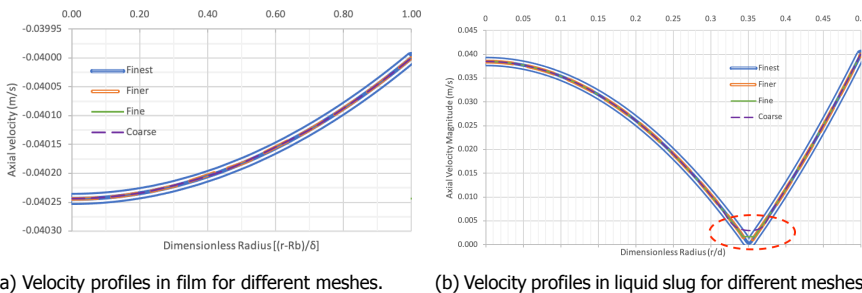 0.00 0.20 0.40 0.60 0.80 1.00
-0.03995
-0.04000
-0.04005
-0.04010
-0.04015
-0.04020
-0.04025
-0.04030
Axial velocity (m/s)
Finest
Finer
Fine
Coarse
Dimensionless Radius [(r-Rb)/δ]
a) Velocity profiles in film for different meshes.
0 0.05 0.1 0.15 0.2 0.25 0.3 0.35 0.4 0.45 0.5
0.045
0.040
0.035
0.030
0.025
0.020
0.015
0.010
0.005
0.000
Axial Velocity Magnitude (m/s)
Finest
Finer
Fine
Coarse
Dimensionless Radius (r/d)
(b) Velocity profiles in liquid slug for different meshes